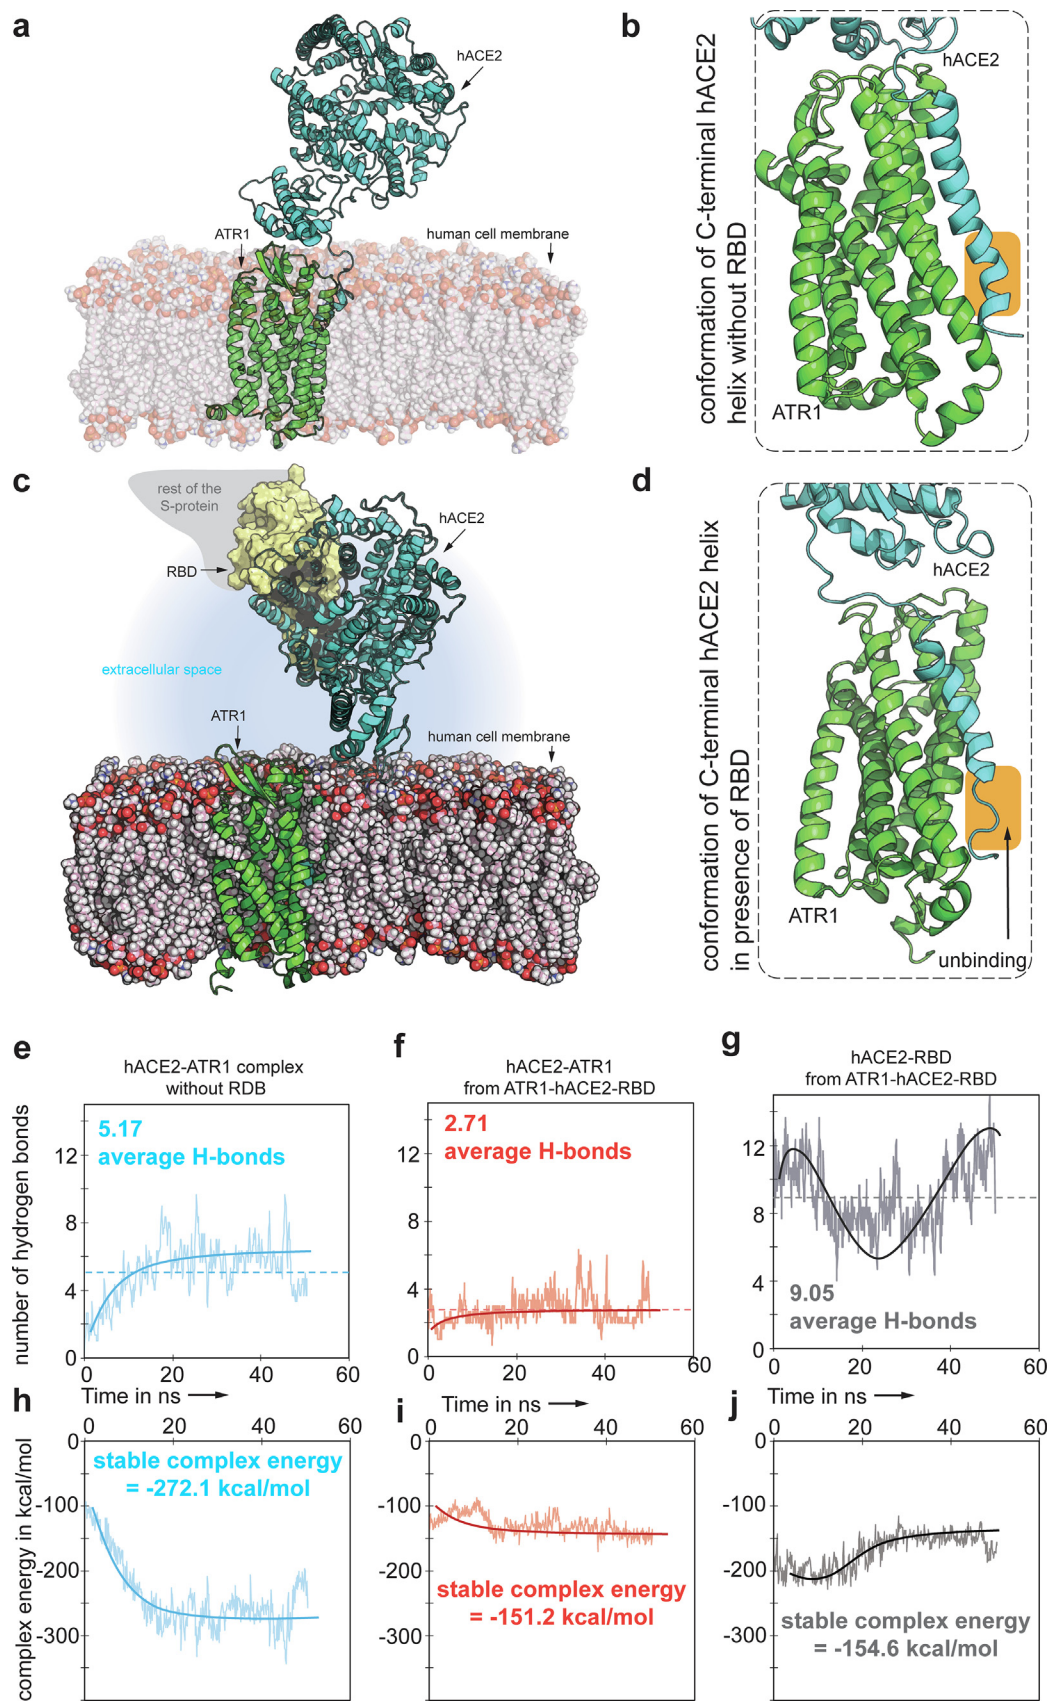 a
hACE2
ATR1
human cell membrane
b
conformation of C-terminal hACE2
helix without RBD
hACE2
ATR1
c
rest of the
S-protein
hACE2
RBD
extracellular space
ATR1
human cell membrane
d
conformation of C-terminal hACE2 helix
in presence of RBD
hACE2
ATR1
unbinding
e
hACE2-ATR1 complex
without RDB
number of hydrogen bonds
5.17
average H-bonds
12
8
4
0
0
20
40
60
Time in ns
f
hACE2-ATR1
from ATR1-hACE2-RBD
2.71
average H-bonds
12
8
4
0
0
20
40
60
Time in ns
g
hACE2-RBD
from ATR1-hACE2-RBD
12
8
4
0
9.05
average H-bonds
0
20
40
60
Time in ns
h
complex energy in kcal/mol
0
20
40
60
0
-100
-200
-300
stable complex energy
= -272.1 kcal/mol
i
0
20
40
60
0
-100
-200
-300
stable complex energy
= -151.2 kcal/mol
j
0
20
40
60
0
-100
-200
-300
stable complex energy
= -154.6 kcal/mol